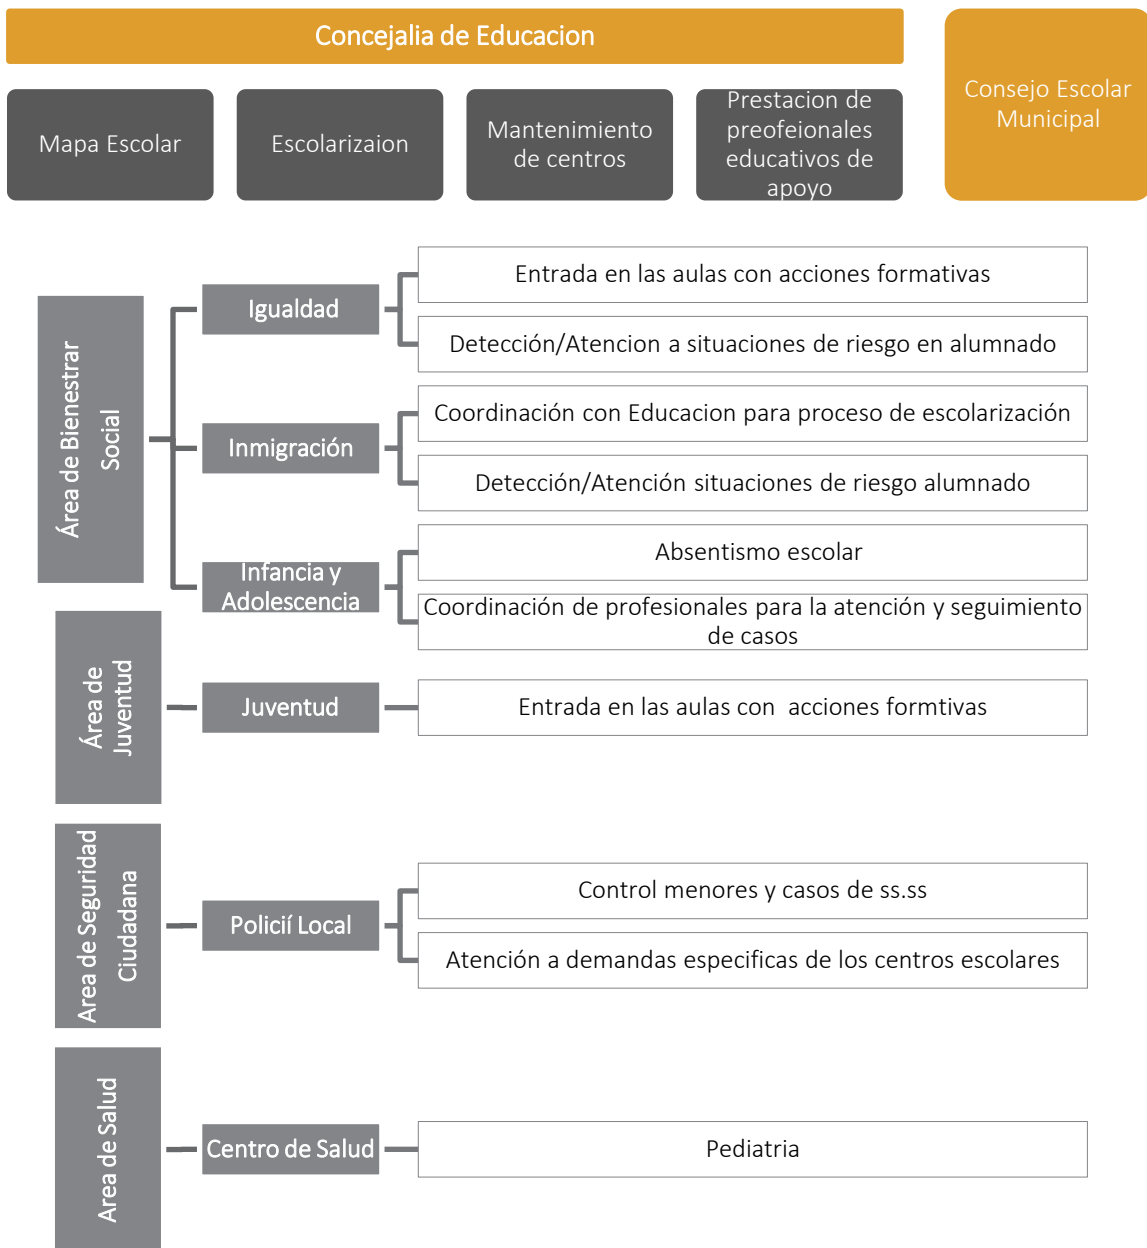 Concejalia de Educacion
Consejo Escolar
Municipal
Mapa Escolar
Escolarizaion
Mantenimiento
de centros
Prestacion de
preofeionales
educativos de
apoyo
Área de Bienestrar
Social
Igualdad
Entrada en las aulas con acciones formativas
Detección/Atencion a situaciones de riesgo en alumnado
Inmigración
Coordinación con Educacion para proceso de escolarización
Detección/Atención situaciones de riesgo alumnado
Infancia y
Adolescencia
Absentismo escolar
Coordinación de profesionales para la atención y seguimiento
de casos
Área de
Juventud
Juventud
Entrada en las aulas con  acciones formtivas
Area de Seguridad
Ciudadana
Policií Local
Control menores y casos de ss.ss
Atención a demandas especificas de los centros escolares
Area de Salud
Centro de Salud
Pediatria